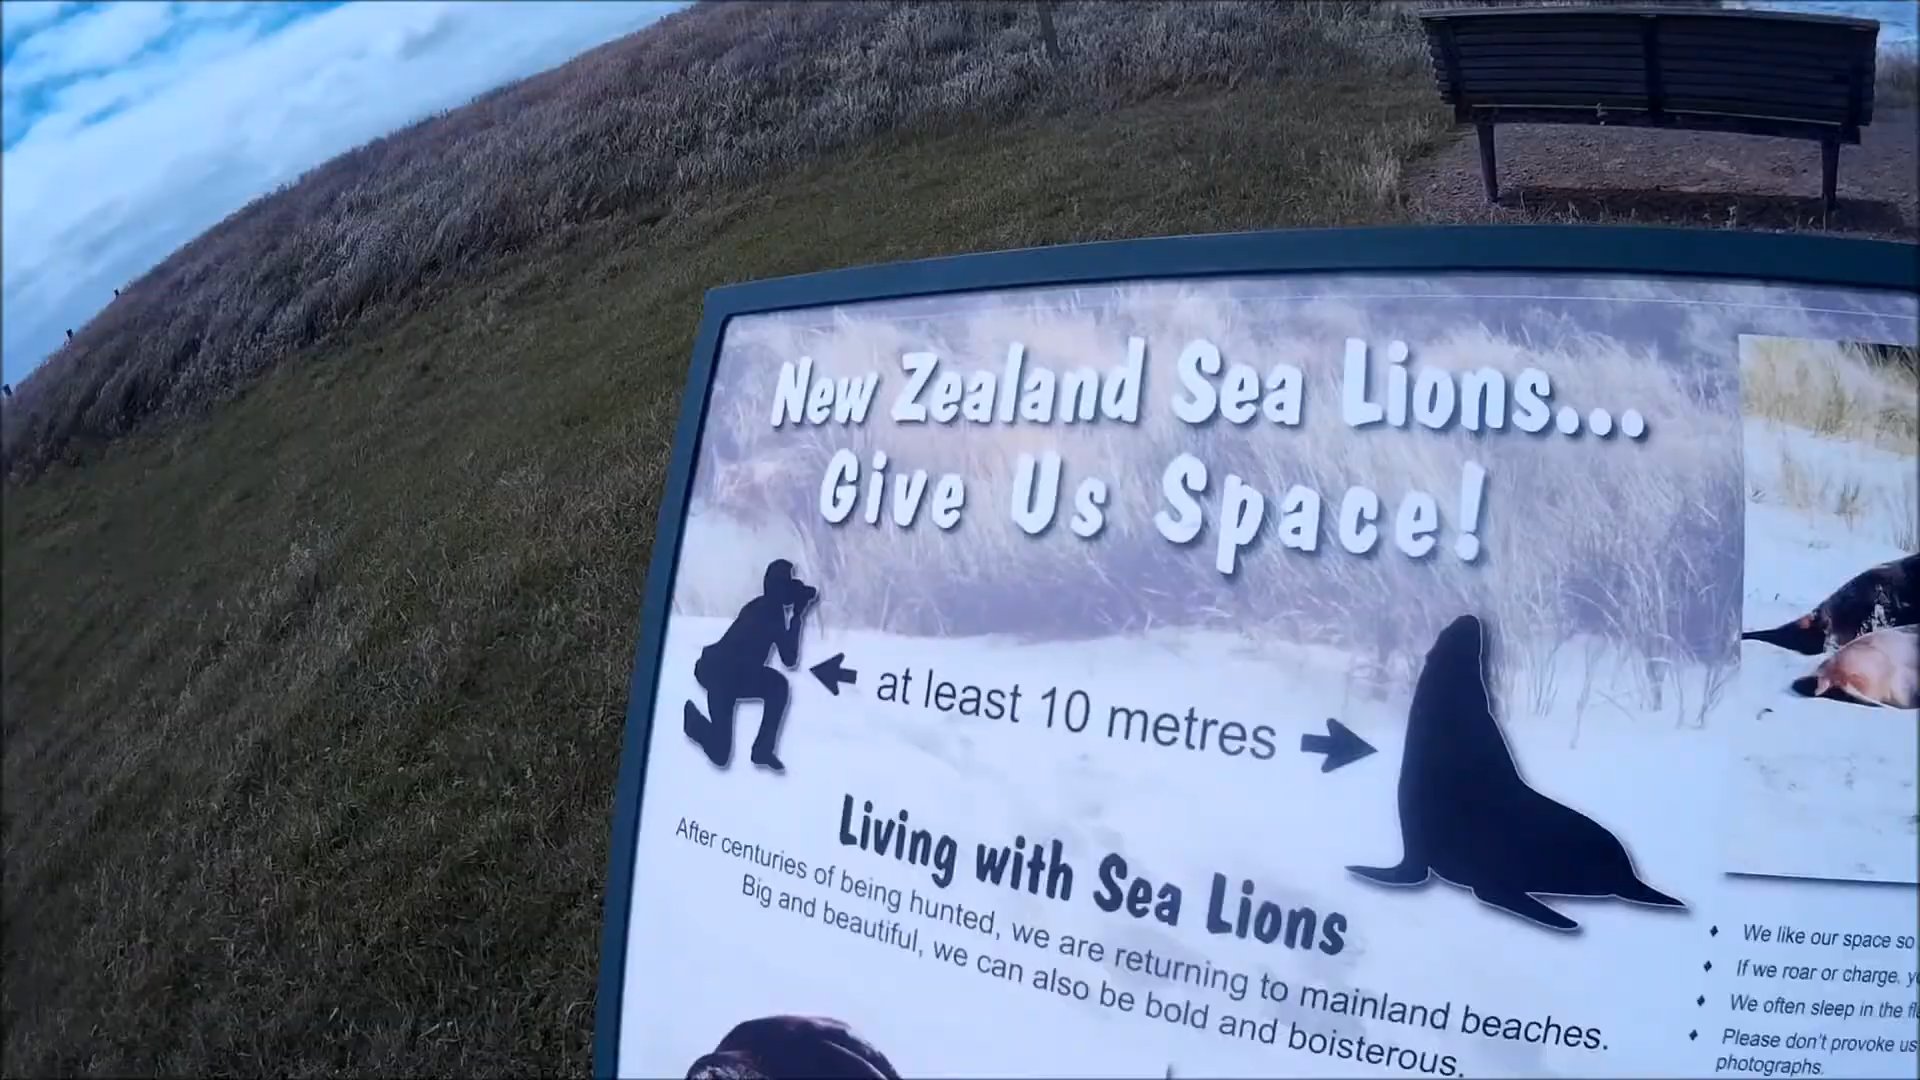 New Zealand Sea Lions...
Give Us Space!
at least 10 metres
Living with Sea Lions
After centuries of being hunted, we are returning to mainland beaches.
Big and beautiful, we can also be bold and boisterous.
We like our space so
If we roar or charge,
We often sleep in the
Please don't provoke us
photographs.